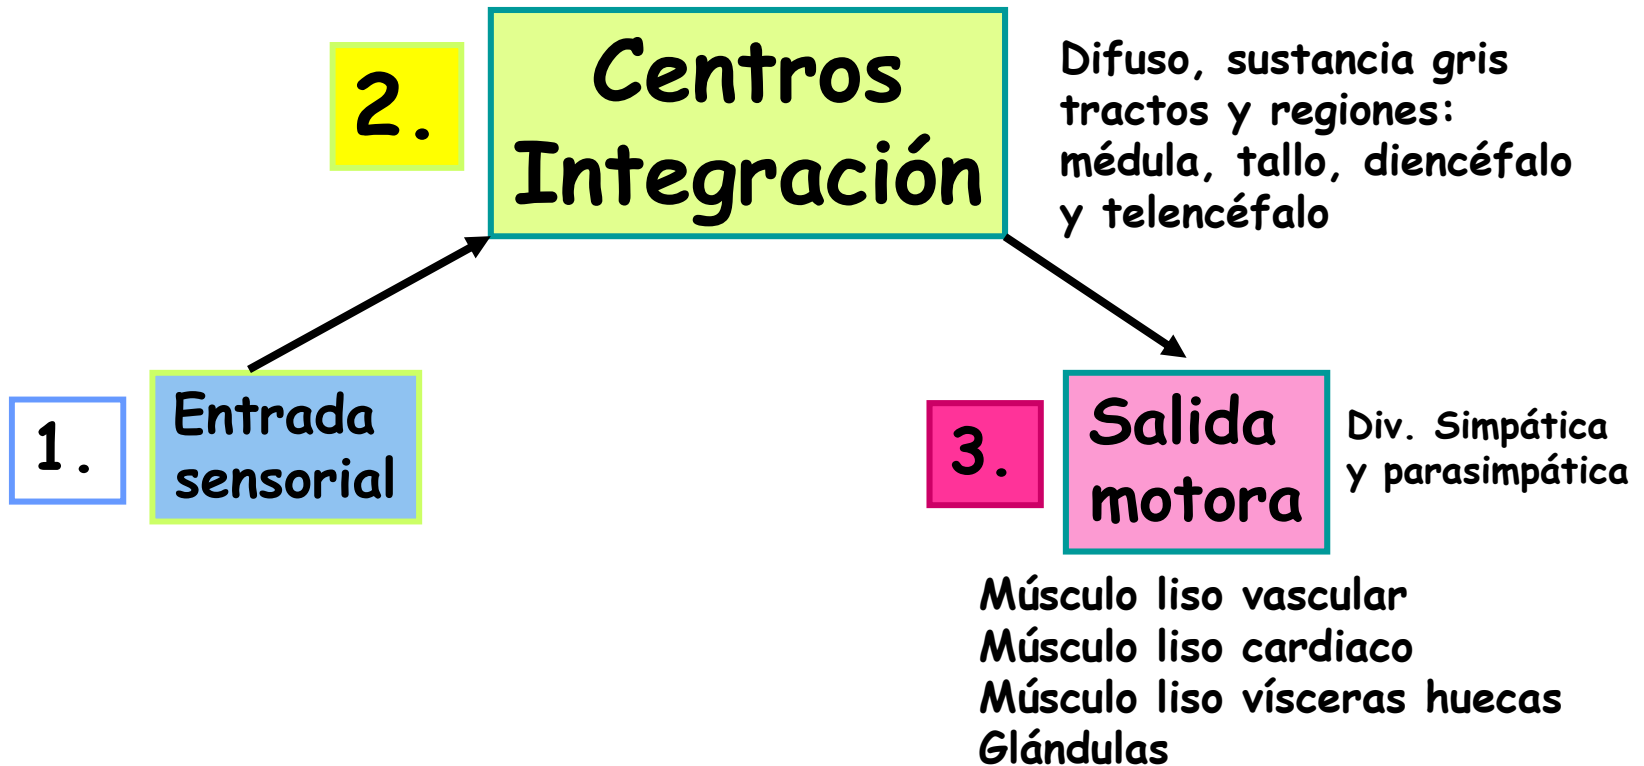 2.
Centros
Integración
Difuso, sustancia gris
tractos y regiones:
médula, tallo, diencéfalo
y telencéfalo
1.
Entrada
sensorial
3.
Salida
motora
Div. Simpática
y parasimpática
Músculo liso vascular
Músculo liso cardiaco
Músculo liso vísceras huecas
Glándulas